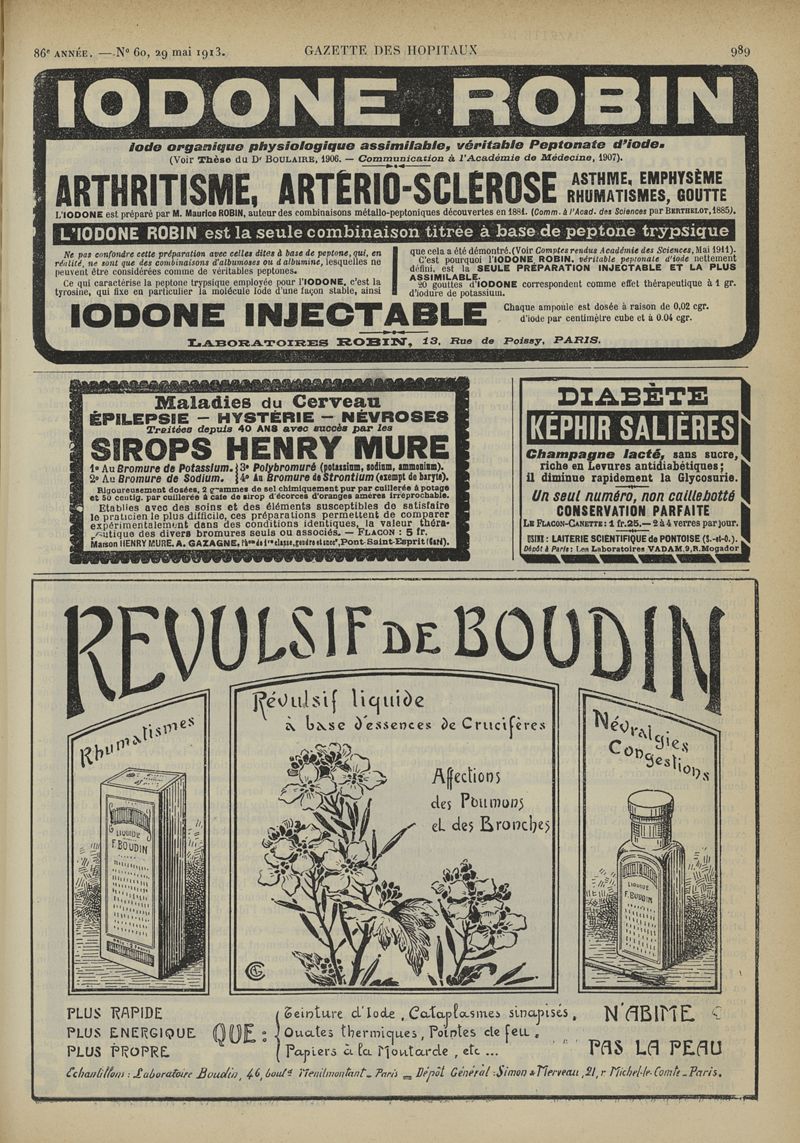 86e ANNÉE. — No 60, 29 mai 1913.
GAZETTE DES HOPITAUX
989
IODONE ROBIN
Iode organique physiologique assimilable, véritable Peptonate d'iode.
(Voir Thèse du Dr BOULAIRE, 1906. — Communication à l'Académie de Médecine, 1907).
ARTHRITISME, ARTÉRIO-SCLÉROSE
ASTHME, EMPHYSÈME
RHUMATISMES, GOUTTE
L'IODONE est préparé par M. Maurice ROBIN, auteur des combinaisons métallo-peptoniques découvertes en 1881. (Comm. à l'Acad. des Sciences par BERTHELOT, 1885).
L'IODONE ROBIN est la seule combinaison titrée à base de peptone trypsique
Ne pas confondre cette préparation avec celles dites à base de peptone, qui, en
réalité, ne sont que des combinaisons d'albumoses ou d'albumine, lesquelles ne
peuvent être considérées comme de véritables peptones.
Ce qui caractérise la peptone trypsique employée pour l'IODONE, c'est la
tyrosine, qui fixe en particulier la molécule Iode d'une façon stable, ainsi
que cela a été démontré. (Voir Comptes rendus Académie des Sciences, Mai 1911).
C'est pourquoi l'IODONE ROBIN, véritable peptonate d'iode nettement
défini, est la SEULE PRÉPARATION INJECTABLE ET LA PLUS
ASSIMILABLE.
20 gouttes d'IODONE correspondent comme effet thérapeutique à 1 gr.
d'iodure de potassium.
IODONE INJECTABLE
Chaque ampoule est dosée à raison de 0,02 cgr.
d'iode par centimètre cube et à 0.04 cgr.
LABORATOIRES ROBIN, 13, Rue de Poissy, PARIS.
Maladies du Cerveau
ÉPILEPSIE — HYSTÉRIE — NÉVROSES
Traitées depuis 40 ANS avec succès par les
SIROPS HENRY MURE
1o Au Bromure de Potassium. 3o Polybromuré (potassium, sodium, ammonium).
2o Au Bromure de Sodium. 4o Au Bromure de Strontium (exempt de baryte).
Rigoureusement dosées, 2 grammes de sel chimiquement pur par cuillerée à potage
et 50 centig. par cuillerée à café de sirop d'écorces d'oranges amères irréprochable.
Etablies avec des soins et des éléments susceptibles de satisfaire
le praticien le plus difficile, ces préparations permettent de comparer
expérimentalement dans des conditions identiques, la valeur théra-
peutique des divers bromures seuls ou associés. — FLACON : 5 fr.
Maison HENRY MURE, A. GAZAGNE, Phen de 1re classe, gendre et succr, Pont-Saint-Esprit (Gard).
DIABÈTE
KÉPHIR SALIÈRES
Champagne lacté, sans sucre,
riche en Levures antidiabétiques ;
il diminue rapidement la Glycosurie.
Un seul numéro, non caillebotté
CONSERVATION PARFAITE
LE FLACON-CANETTE : 1 fr. 25. — 2 à 4 verres par jour.
USINE : LAITERIE SCIENTIFIQUE de PONTOISE (S.-et-O.).
Dépôt à Paris : Les Laboratoires VADAM, 9, R. Mogador
REVULSIF DE BOUDIN
Rhumatismes
LIQUIDE
F. BOUDIN
Révulsif liquide
à base d'essences de Crucifères
Affections
des Poumons
et des Bronches
Névralgies
Congestions
LIQUIDE
F. BOUDIN
PLUS RAPIDE
PLUS ENERGIQUE
PLUS PROPRE
QUE :
Teinture d'Iode, Cataplasmes sinapisés,
Ouates thermiques, Pointes de feu,
Papiers à la Moutarde, etc...
N'ABIME
PAS LA PEAU
Echantillons : Laboratoire Boudin, 46, bould Menilmontant - Paris — Dépôt Général : Simon & Merveau, 21, r. Michel-le-Comte - Paris.